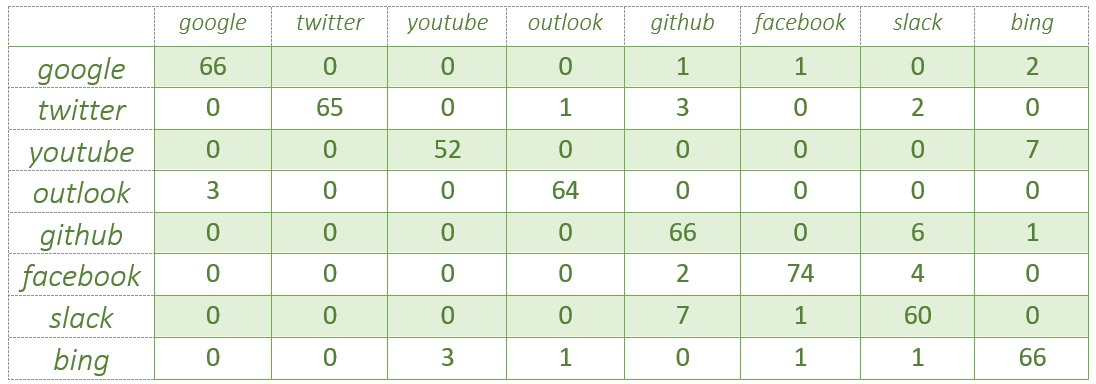 google twitter youtube outlook github facebook slack bing
google 66 0 0 0 1 1 0 2
twitter 0 65 0 1 3 0 2 0
youtube 0 0 52 0 0 0 0 7
outlook 3 0 0 64 0 0 0 0
github 0 0 0 0 66 0 6 1
facebook 0 0 0 0 2 74 4 0
slack 0 0 0 0 7 1 60 0
bing 0 0 3 1 0 1 1 66